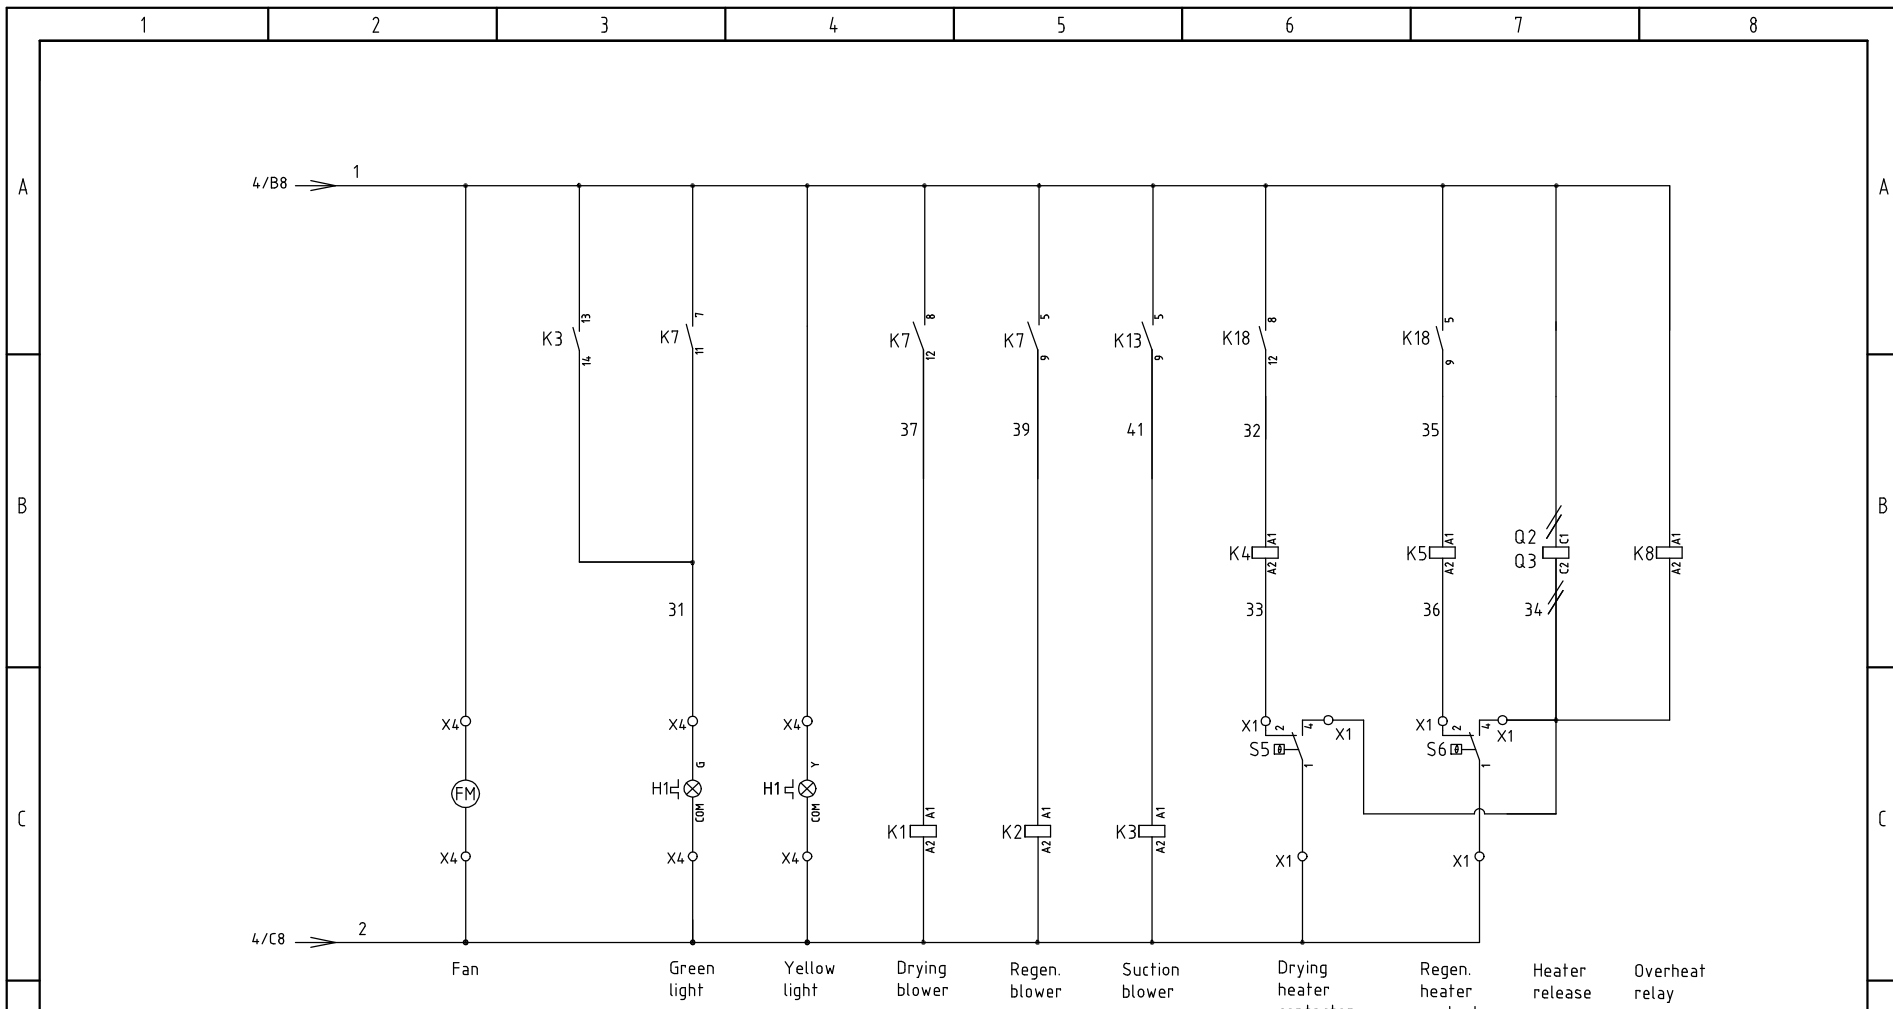 1 2 3 4 5 6 7 8
A A
4/B8 1
13 7 8 5 5 8 5
K3 K7 K7 K7 K13 K18 K18
14 11 12 9 9 12 9
37 39 41 32 35
B B
Q2 C1
A1 A1 A1
K4 K5 Q3 K8
A2 A2 C2 A2
31 33 36 34
X4 X4 X4 X1 2 4 X1 X1 2 4 X1
S5 S6
G Y 1 1
FM H1 H1
COM COM
C C
A1 A1 A1
K1 K2 K3
A2 A2 A2
X4 X4 X4 X1 X1
4/C8 2
Fan Green Yellow Drying Regen. Suction Drying Regen. Heater Overheat
light light blower blower blower heater heater release relay